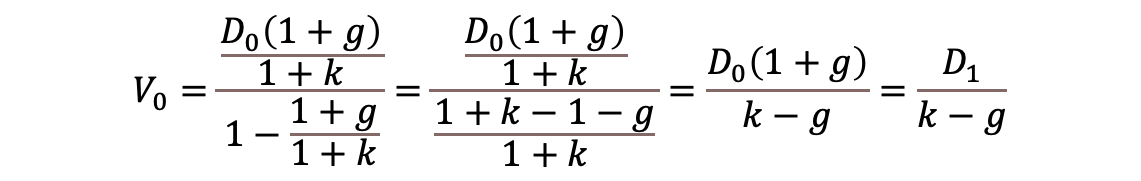 V₀ = (D₀(1 + g) / (1 + k)) / (1 − (1 + g) / (1 + k)) = (D₀(1 + g) / (1 + k)) / ((1 + k − 1 − g) / (1 + k)) = D₀(1 + g) / (k − g) = D₁ / (k − g)